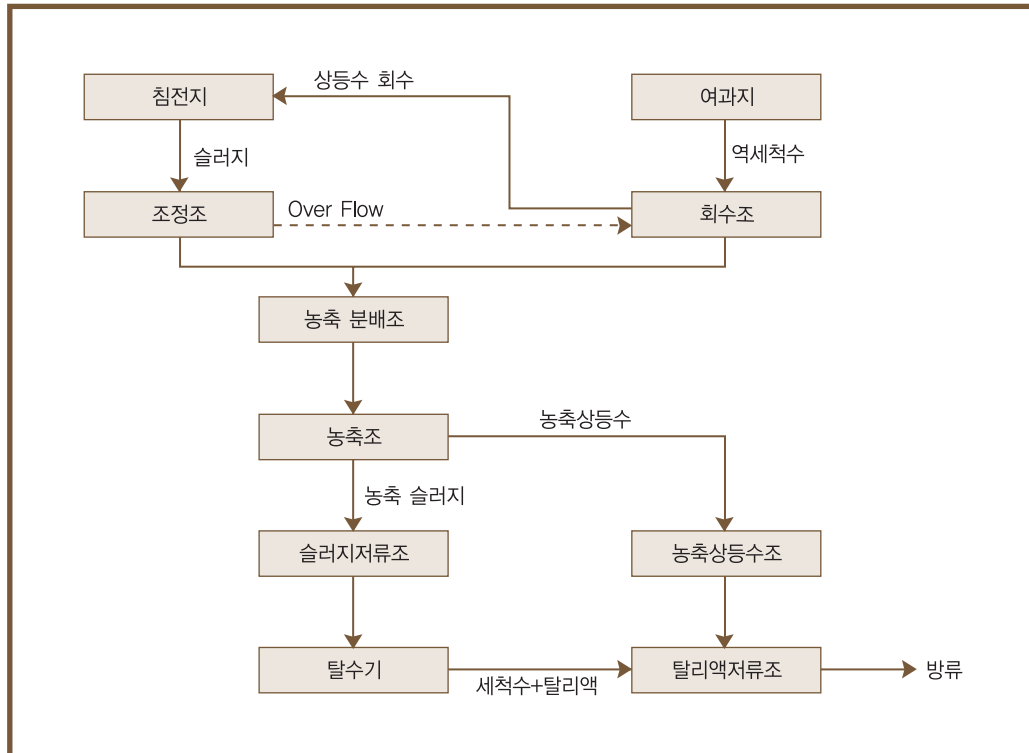 상등수 회수
침전지
여과지
슬러지
역세척수
조정조
Over Flow
회수조
농축 분배조
농축조
농축상등수
농축 슬러지
슬러지저류조
농축상등수조
탈수기
세척수+탈리액
탈리액저류조
방류